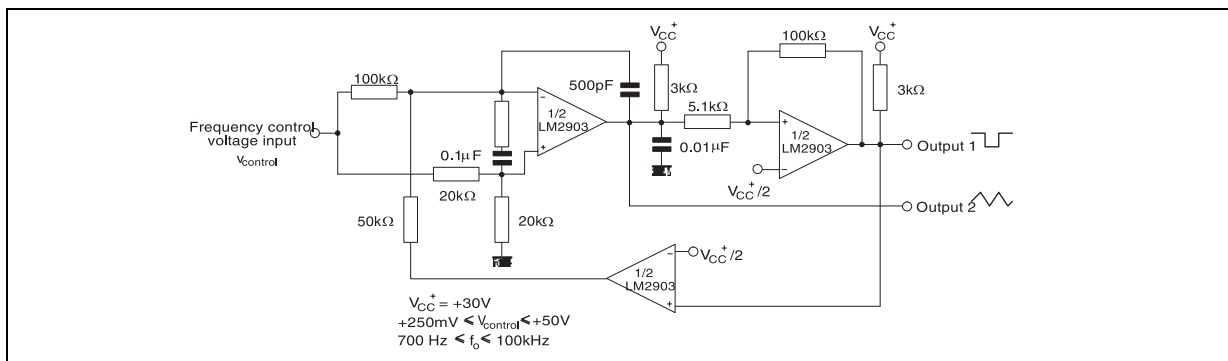 V CC +
V CC +
100kΩ
100kΩ
500pF
3kΩ
3kΩ
5.1kΩ
−
1/2
LM2903
+
+
1/2
LM2903
−
Frequency control
voltage input
Vcontrol
0.1µF
0.01µF
Output 1
VCC+/2
20kΩ
Output 2
50kΩ
20kΩ
−
VCC+/2
1/2
LM2903
+
VCC+ = +30V
+250mV ≤ Vcontrol ≤ +50V
700 Hz ≤ fo ≤ 100kHz